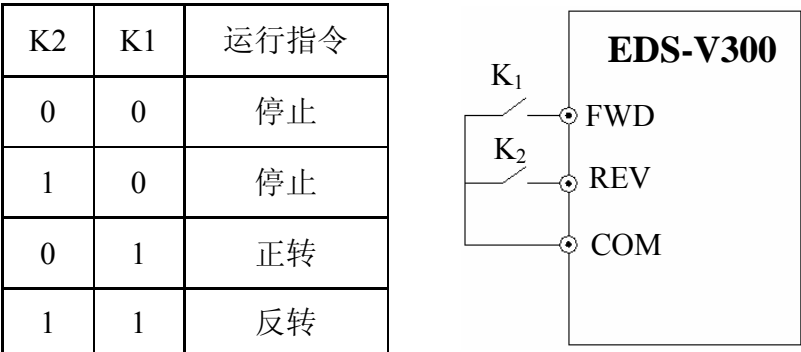 K2 K1 运行指令
0 0 停止
1 0 停止
0 1 正转
1 1 反转
EDS-V300
K1
FWD
K2
REV
COM